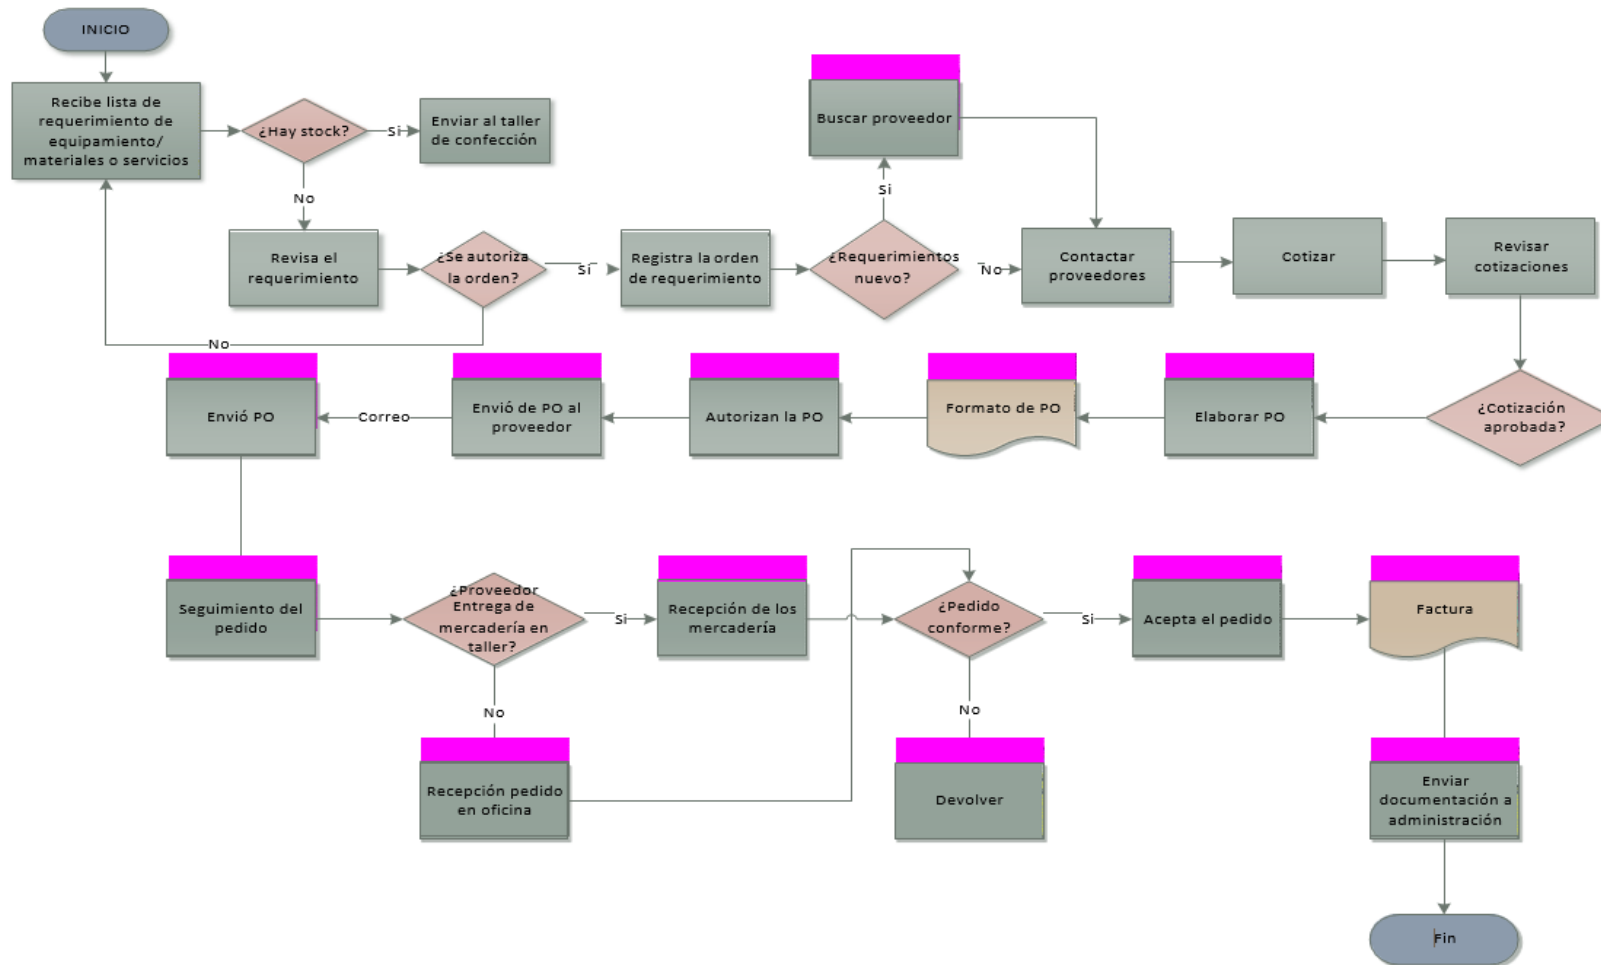 INICIO
Recibe lista de
requerimiento de
equipamiento/
materiales o servicios
¿Hay stock?
Si
Enviar al taller
de confección
No
Buscar proveedor
Si
Revisa el
requerimiento
¿Se autoriza
la orden?
Sí
Registra la orden
de requerimiento
¿Requerimientos
nuevo?
No
Contactar
proveedores
Cotizar
Revisar
cotizaciones
No
Envió PO
Correo
Envió de PO al
proveedor
Autorizan la PO
Formato de PO
Elaborar PO
¿Cotización
aprobada?
Seguimiento del
pedido
¿Proveedor
Entrega de
mercadería en
taller?
Si
Recepción de los
mercadería
¿Pedido
conforme?
Si
Acepta el pedido
Factura
No
No
Recepción pedido
en oficina
Devolver
Enviar
documentación a
administración
Fin